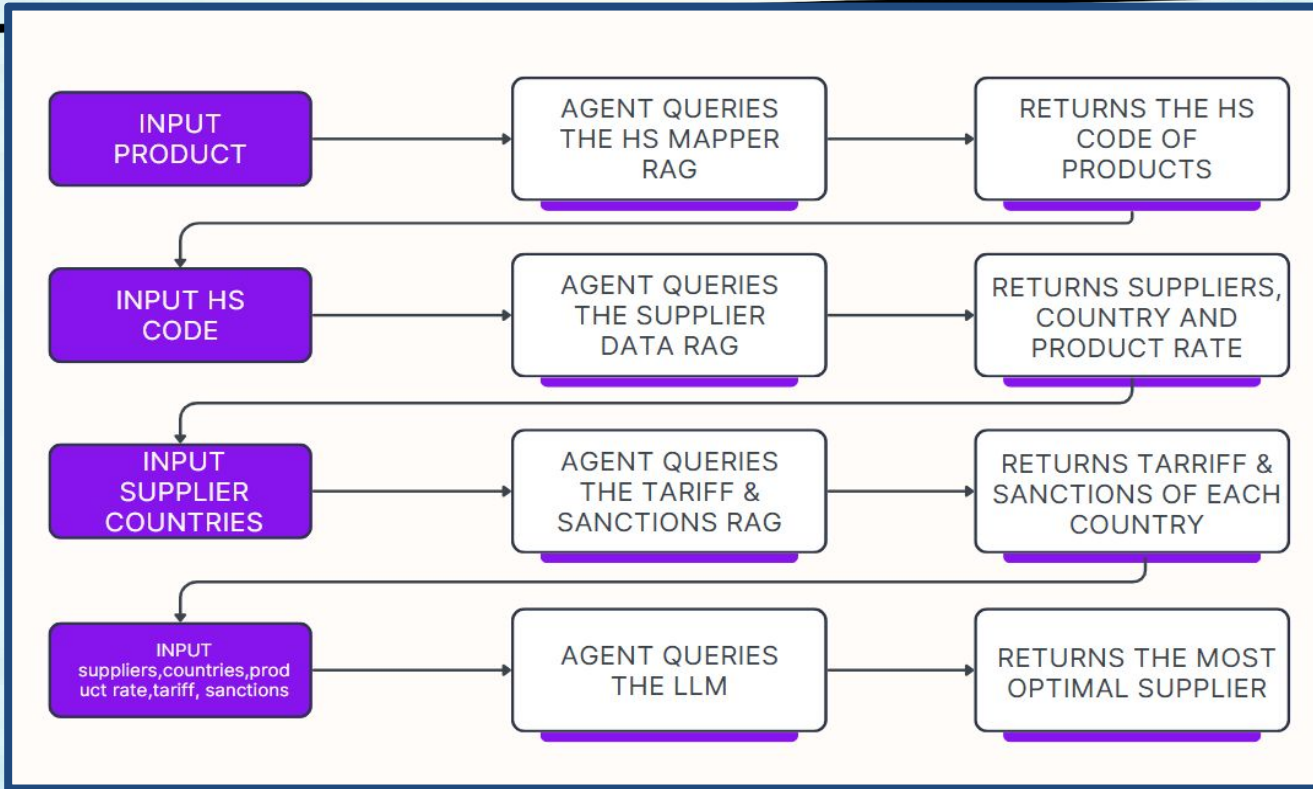 INPUT
PRODUCT
AGENT QUERIES
THE HS MAPPER
RAG
RETURNS THE HS
CODE OF
PRODUCTS
INPUT HS
CODE
AGENT QUERIES
THE SUPPLIER
DATA RAG
RETURNS SUPPLIERS,
COUNTRY AND
PRODUCT RATE
INPUT
SUPPLIER
COUNTRIES
AGENT QUERIES
THE TARIFF &
SANCTIONS RAG
RETURNS TARRIFF &
SANCTIONS OF EACH
COUNTRY
INPUT
suppliers,countries,prod
uct rate,tariff, sanctions
AGENT QUERIES
THE LLM
RETURNS THE MOST
OPTIMAL SUPPLIER